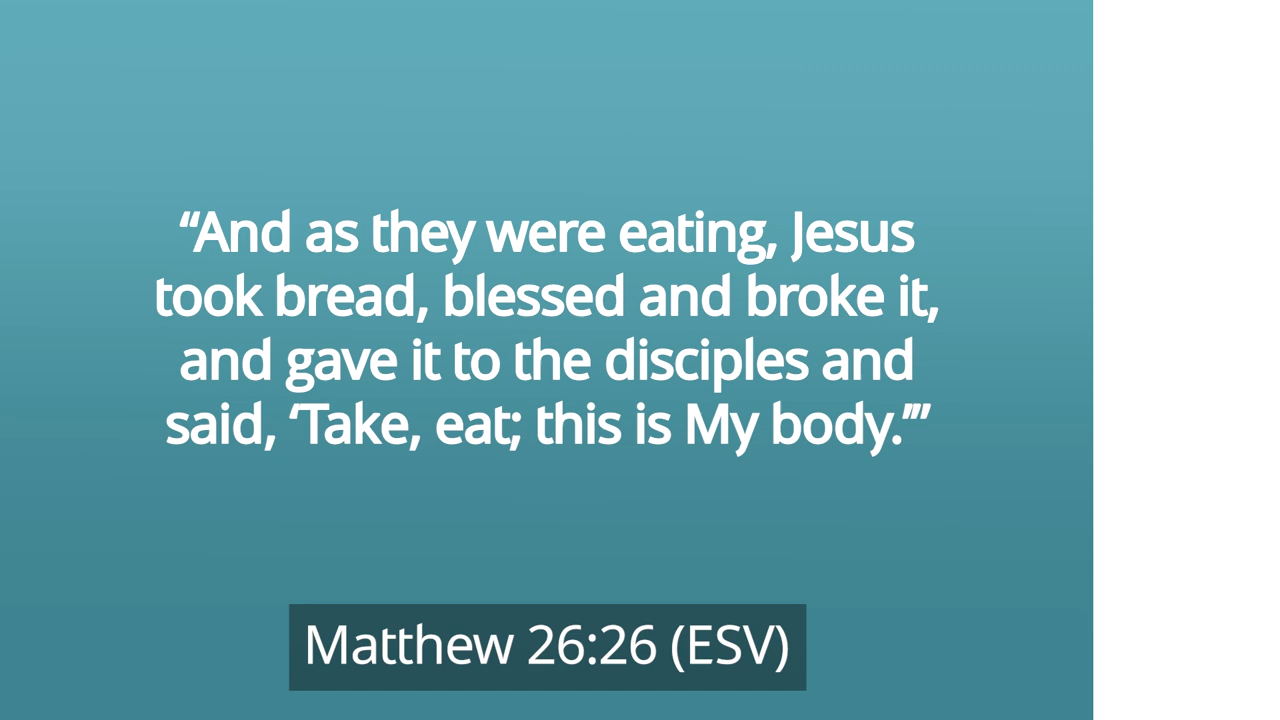 “And as they were eating, Jesus
took bread, blessed and broke it,
and gave it to the disciples and
said, ‘Take, eat; this is My body.’”
Matthew 26:26 (ESV)